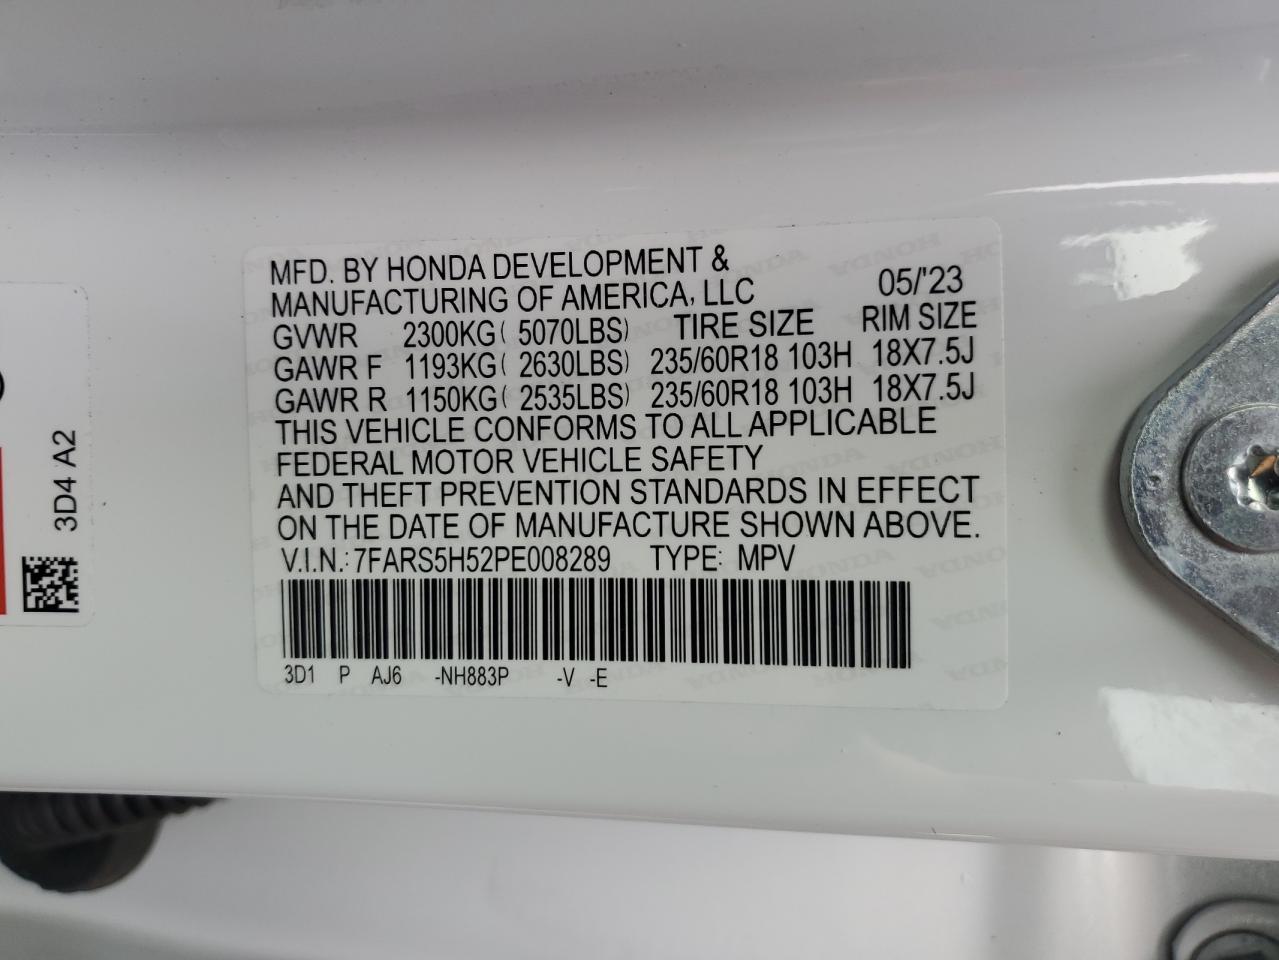 MFD. BY HONDA DEVELOPMENT &
MANUFACTURING OF AMERICA, LLC 05/'23
GVWR 2300KG( 5070LBS) TIRE SIZE RIM SIZE
GAWR F 1193KG( 2630LBS) 235/60R18 103H 18X7.5J
GAWR R 1150KG( 2535LBS) 235/60R18 103H 18X7.5J
THIS VEHICLE CONFORMS TO ALL APPLICABLE
FEDERAL MOTOR VEHICLE SAFETY
AND THEFT PREVENTION STANDARDS IN EFFECT
ON THE DATE OF MANUFACTURE SHOWN ABOVE.
V.I.N.: 7FARS5H52PE008289 TYPE: MPV
3D1 P AJ6 -NH883P -V -E
3D4 A2